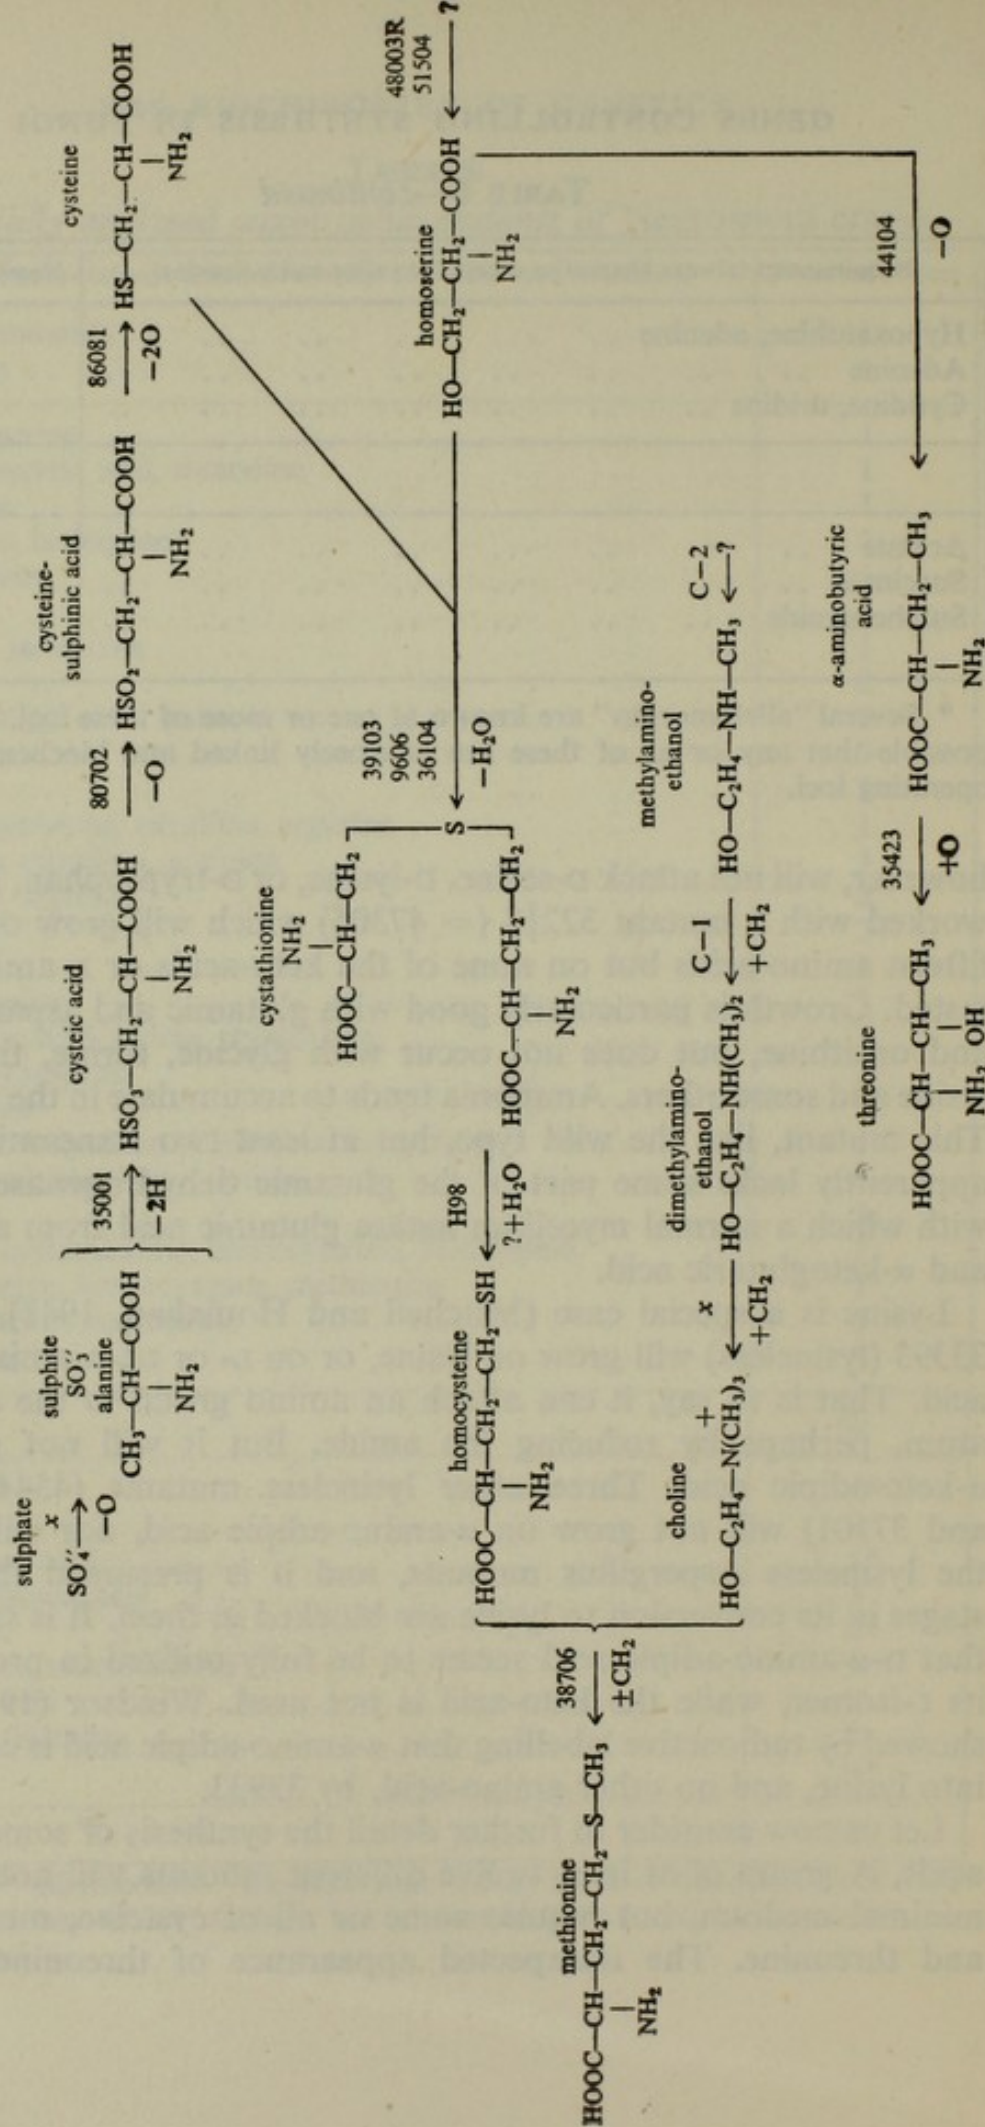 sulphate
x
SO₄″ → 
−O
sulphite
SO₃″
alanine
CH₃—CH—COOH
NH₂
35001
−2H
cysteic acid
HSO₃—CH₂—CH—COOH
NH₂
80702
−O
cysteine-
sulphinic acid
HSO₂—CH₂—CH—COOH
NH₂
86081
−2O
cysteine
HS—CH₂—CH—COOH
NH₂
methionine
HOOC—CH—CH₂—CH₂—S—CH₃
NH₂
38706
±CH₂
homocysteine
HOOC—CH—CH₂—CH₂—SH
NH₂
H98
?+H₂O
cystathionine
NH₂
HOOC—CH—CH₂
S
HOOC—CH—CH₂—CH₂
NH₂
39103
9606
36104
−H₂O
homoserine
HO—CH₂—CH₂—CH—COOH
NH₂
48003R
51504
?
choline
+
HO—C₂H₄—N(CH₃)₃
x
+CH₂
dimethylamino-
ethanol
HO—C₂H₄—NH(CH₃)₂
C−1
+CH₂
methylamino-
ethanol
HO—C₂H₄—NH—CH₃
C−2
?
threonine
HOOC—CH—CH—CH₃
NH₂ OH
35423
+O
α-aminobutyric
acid
HOOC—CH—CH₂—CH₃
NH₂
44104
−O